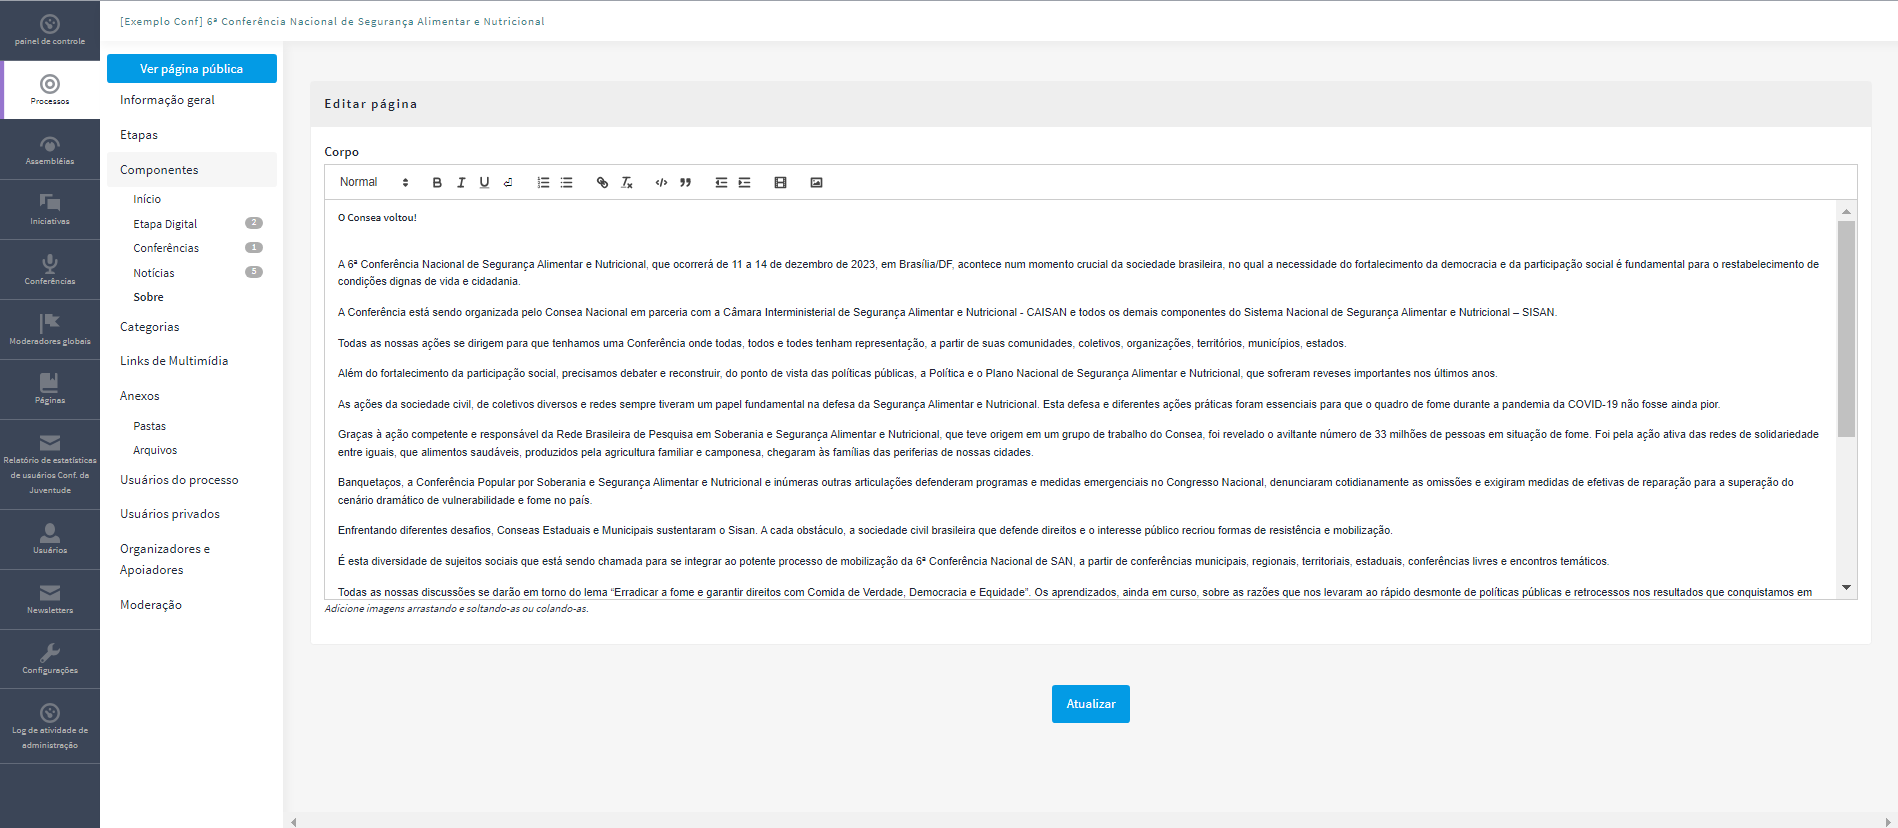 [Exemplo Conf] 6ª Conferência Nacional de Segurança Alimentar e Nutricional
painel de controle
Processos
Assembléias
Iniciativas
Conferências
Moderadores globais
Páginas
Relatório de estatísticas
de usuários Conf. da
Juventude
Usuários
Newsletters
Configurações
Log de atividade de
administração
Ver página pública
Informação geral
Etapas
Componentes
Início
Etapa Digital 2
Conferências 1
Notícias 5
Sobre
Categorias
Links de Multimídia
Anexos
Pastas
Arquivos
Usuários do processo
Usuários privados
Organizadores e
Apoiadores
Moderação
Editar página
Corpo
Normal
O Consea voltou!
A 6ª Conferência Nacional de Segurança Alimentar e Nutricional, que ocorrerá de 11 a 14 de dezembro de 2023, em Brasília/DF, acontece num momento crucial da sociedade brasileira, no qual a necessidade do fortalecimento da democracia e da participação social é fundamental para o restabelecimento de
condições dignas de vida e cidadania.
A Conferência está sendo organizada pelo Consea Nacional em parceria com a Câmara Interministerial de Segurança Alimentar e Nutricional - CAISAN e todos os demais componentes do Sistema Nacional de Segurança Alimentar e Nutricional – SISAN.
Todas as nossas ações se dirigem para que tenhamos uma Conferência onde todas, todos e todes tenham representação, a partir de suas comunidades, coletivos, organizações, territórios, municípios, estados.
Além do fortalecimento da participação social, precisamos debater e reconstruir, do ponto de vista das políticas públicas, a Política e o Plano Nacional de Segurança Alimentar e Nutricional, que sofreram reveses importantes nos últimos anos.
As ações da sociedade civil, de coletivos diversos e redes sempre tiveram um papel fundamental na defesa da Segurança Alimentar e Nutricional. Esta defesa e diferentes ações práticas foram essenciais para que o quadro de fome durante a pandemia da COVID-19 não fosse ainda pior.
Graças à ação competente e responsável da Rede Brasileira de Pesquisa em Soberania e Segurança Alimentar e Nutricional, que teve origem em um grupo de trabalho do Consea, foi revelado o aviltante número de 33 milhões de pessoas em situação de fome. Foi pela ação ativa das redes de solidariedade
entre iguais, que alimentos saudáveis, produzidos pela agricultura familiar e camponesa, chegaram às famílias das periferias de nossas cidades.
Banquetaços, a Conferência Popular por Soberania e Segurança Alimentar e Nutricional e inúmeras outras articulações defenderam programas e medidas emergenciais no Congresso Nacional, denunciaram cotidianamente as omissões e exigiram medidas de efetivas de reparação para a superação do
cenário dramático de vulnerabilidade e fome no país.
Enfrentando diferentes desafios, Conseas Estaduais e Municipais sustentaram o Sisan. A cada obstáculo, a sociedade civil brasileira que defende direitos e o interesse público recriou formas de resistência e mobilização.
É esta diversidade de sujeitos sociais que está sendo chamada para se integrar ao potente processo de mobilização da 6ª Conferência Nacional de SAN, a partir de conferências municipais, regionais, territoriais, estaduais, conferências livres e encontros temáticos.
Todas as nossas discussões se darão em torno do lema “Erradicar a fome e garantir direitos com Comida de Verdade, Democracia e Equidade”. Os aprendizados, ainda em curso, sobre as razões que nos levaram ao rápido desmonte de políticas públicas e retrocessos nos resultados que conquistamos em
Adicione imagens arrastando e soltando-as ou colando-as.
Atualizar